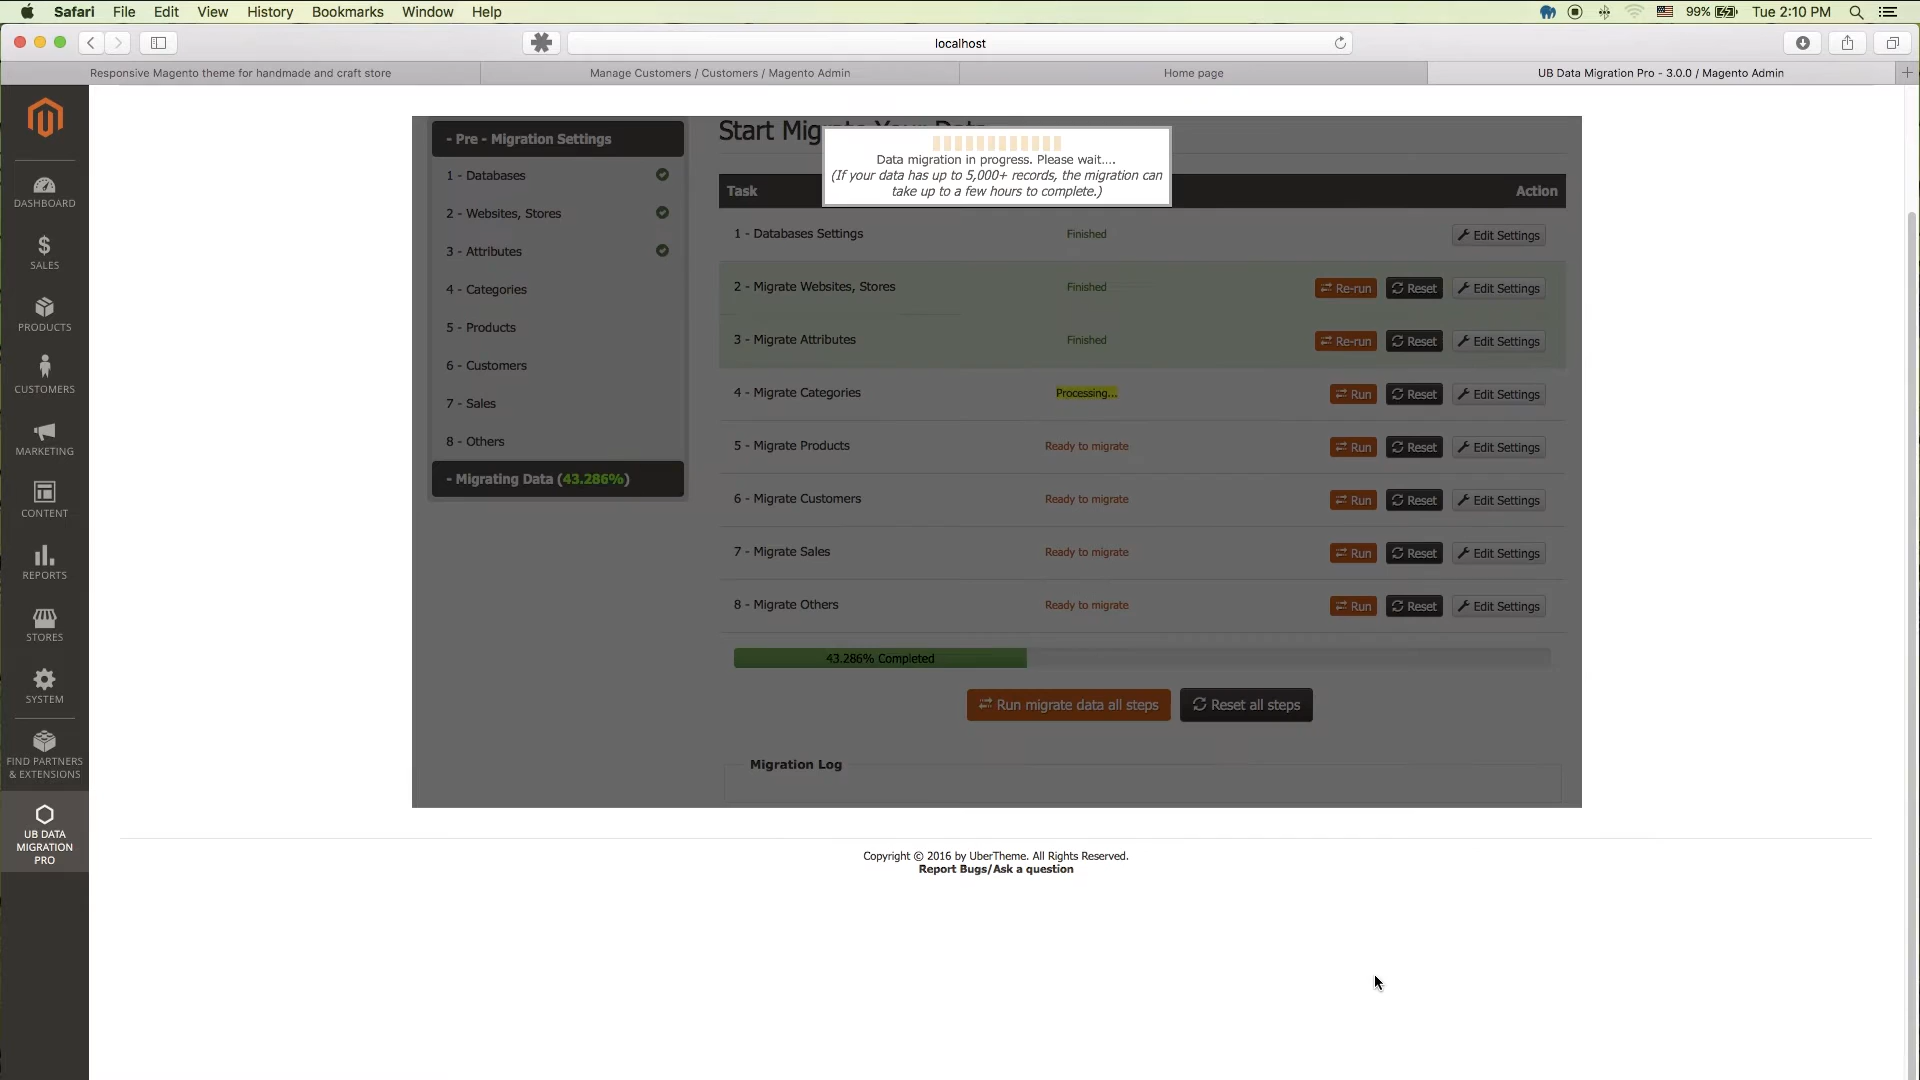 Safari File Edit View History Bookmarks Window Help
99% Tue 2:10 PM
localhost
Responsive Magento theme for handmade and craft store
Manage Customers / Customers / Magento Admin
Home page
UB Data Migration Pro - 3.0.0 / Magento Admin
DASHBOARD
$
SALES
PRODUCTS
CUSTOMERS
MARKETING
CONTENT
REPORTS
STORES
SYSTEM
FIND PARTNERS
& EXTENSIONS
UB DATA
MIGRATION
PRO
- Pre - Migration Settings
1 - Databases
2 - Websites, Stores
3 - Attributes
4 - Categories
5 - Products
6 - Customers
7 - Sales
8 - Others
- Migrating Data (43.286%)
Start Migrate Your Data
Data migration in progress. Please wait....
(If your data has up to 5,000+ records, the migration can
take up to a few hours to complete.)
Task Action
1 - Databases Settings Finished Edit Settings
2 - Migrate Websites, Stores Finished Re-run Reset Edit Settings
3 - Migrate Attributes Finished Re-run Reset Edit Settings
4 - Migrate Categories Processing... Run Reset Edit Settings
5 - Migrate Products Ready to migrate Run Reset Edit Settings
6 - Migrate Customers Ready to migrate Run Reset Edit Settings
7 - Migrate Sales Ready to migrate Run Reset Edit Settings
8 - Migrate Others Ready to migrate Run Reset Edit Settings
43.286% Completed
Run migrate data all steps Reset all steps
Migration Log
Copyright © 2016 by UberTheme. All Rights Reserved.
Report Bugs/Ask a question